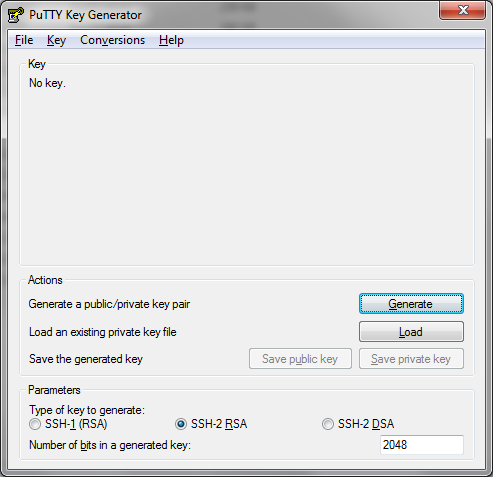 PuTTY Key Generator
File Key Conversions Help
Key
No key.
Actions
Generate a public/private key pair Generate
Load an existing private key file Load
Save the generated key Save public key Save private key
Parameters
Type of key to generate:
SSH-1 (RSA) SSH-2 RSA SSH-2 DSA
Number of bits in a generated key: 2048